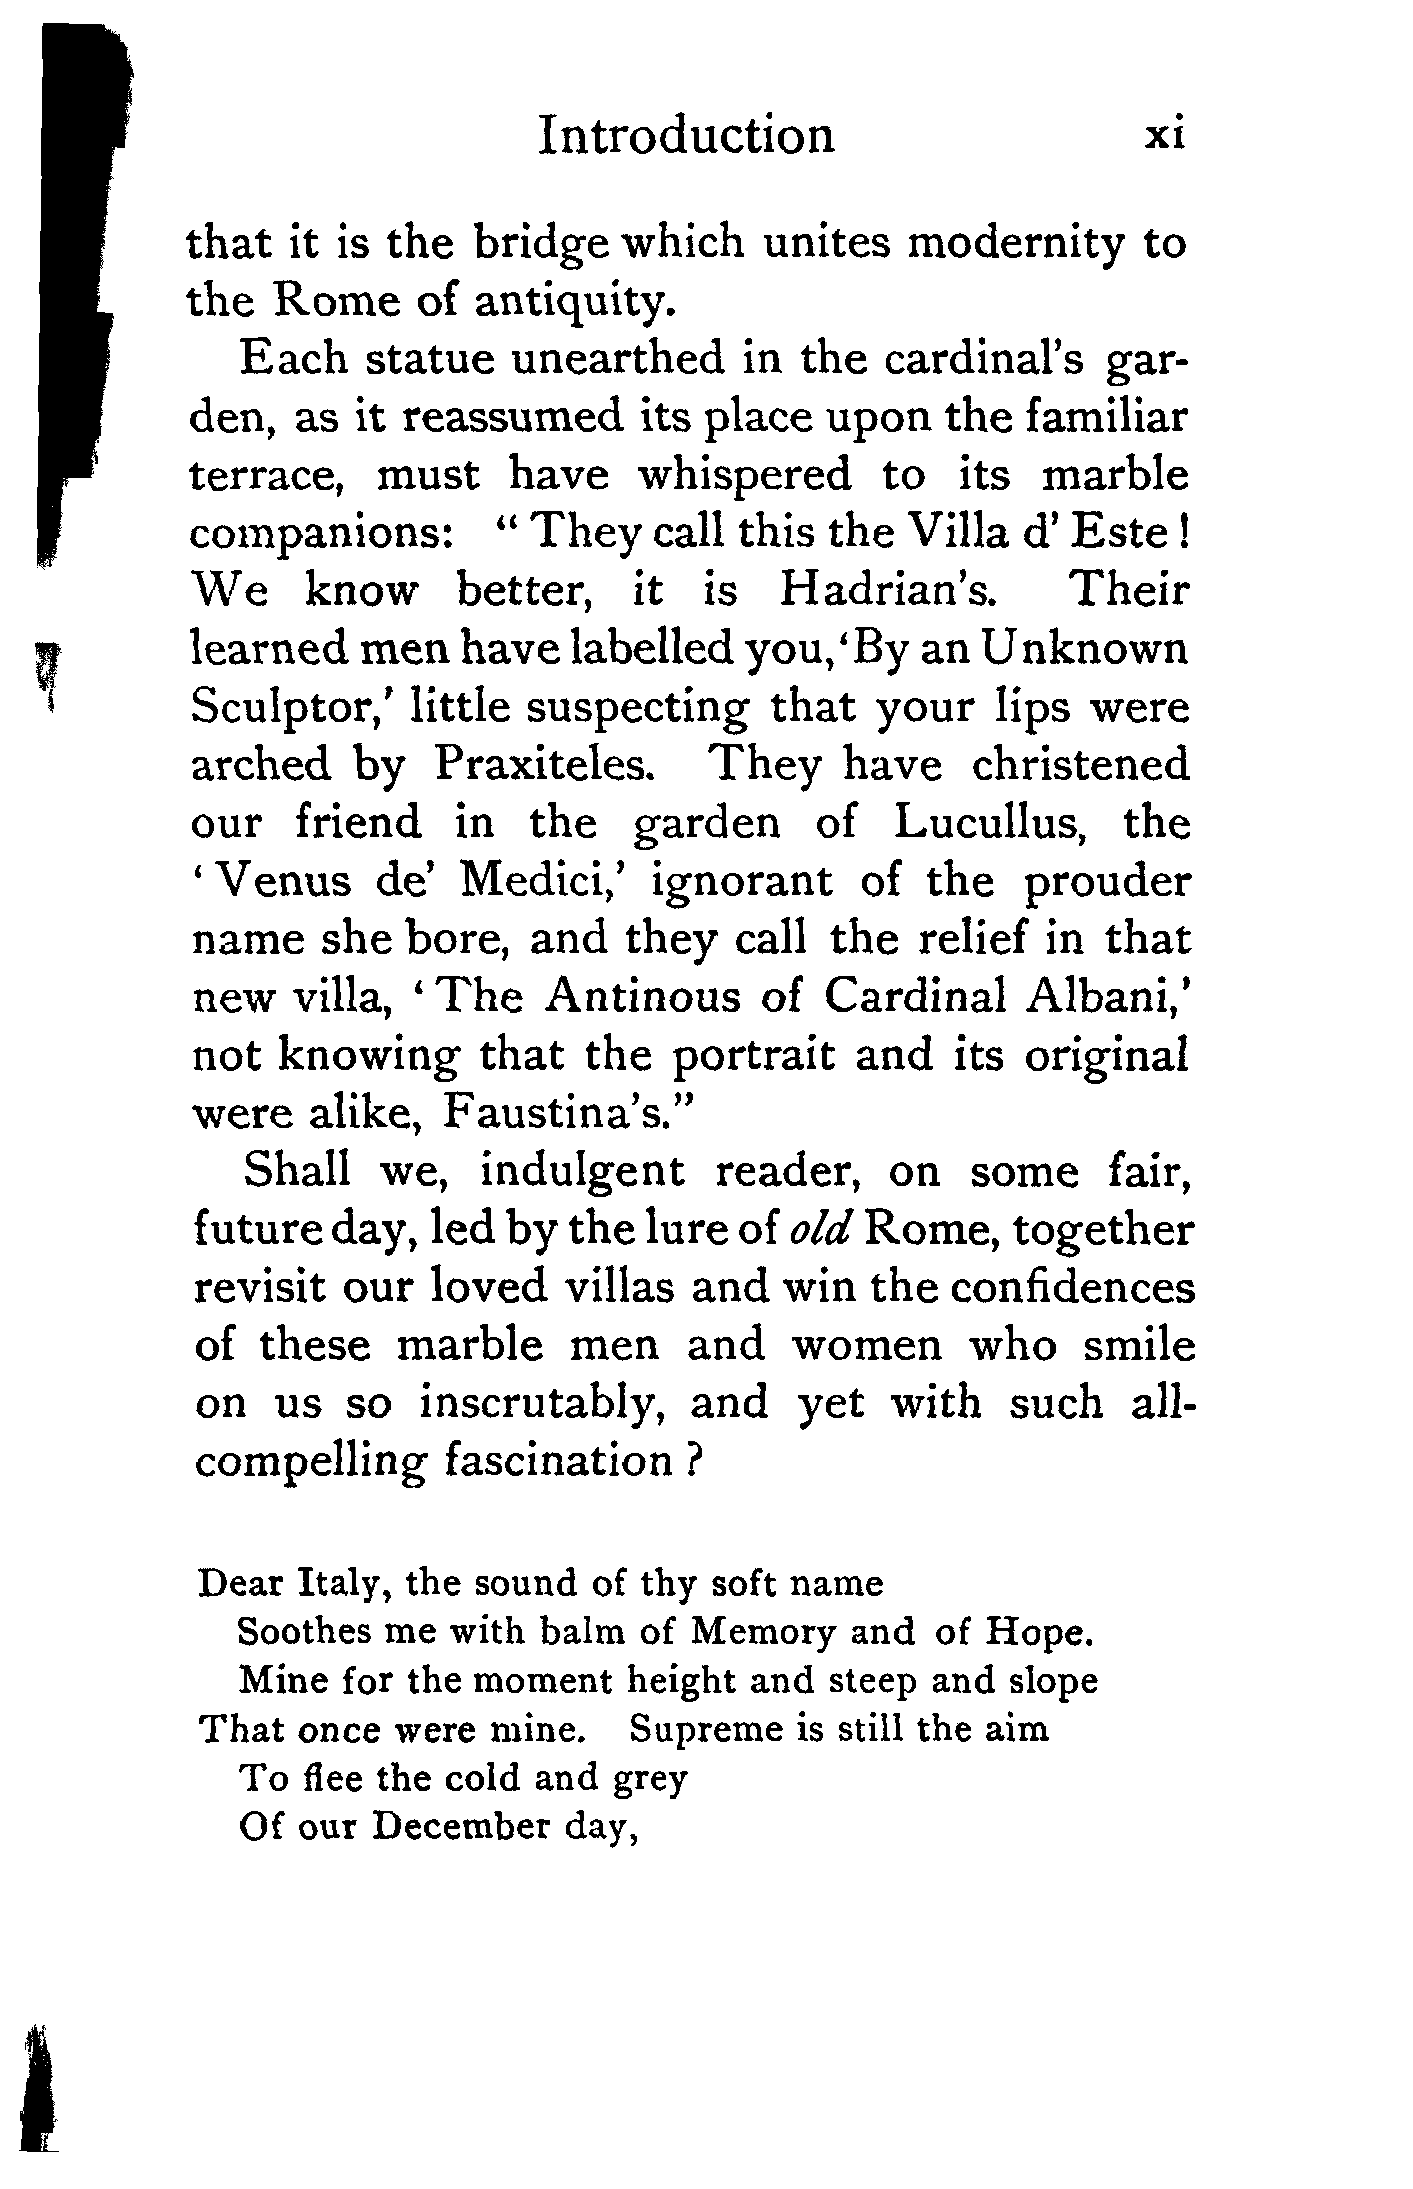 Introduction xi
that it is the bridge which unites modernity to
the Rome of antiquity.
Each statue unearthed in the cardinal's gar-
den, as it reassumed its place upon the familiar
terrace, must have whispered to its marble
companions: “ They call this the Villa d' Este !
We know better, it is Hadrian's. Their
learned men have labelled you,‘By an Unknown
Sculptor,’ little suspecting that your lips were
arched by Praxiteles. They have christened
our friend in the garden of Lucullus, the
‘ Venus de' Medici,’ ignorant of the prouder
name she bore, and they call the relief in that
new villa, ‘ The Antinous of Cardinal Albani,’
not knowing that the portrait and its original
were alike, Faustina's.”
Shall we, indulgent reader, on some fair,
future day, led by the lure of old Rome, together
revisit our loved villas and win the confidences
of these marble men and women who smile
on us so inscrutably, and yet with such all-
compelling fascination ?
Dear Italy, the sound of thy soft name
Soothes me with balm of Memory and of Hope.
Mine for the moment height and steep and slope
That once were mine. Supreme is still the aim
To flee the cold and grey
Of our December day,